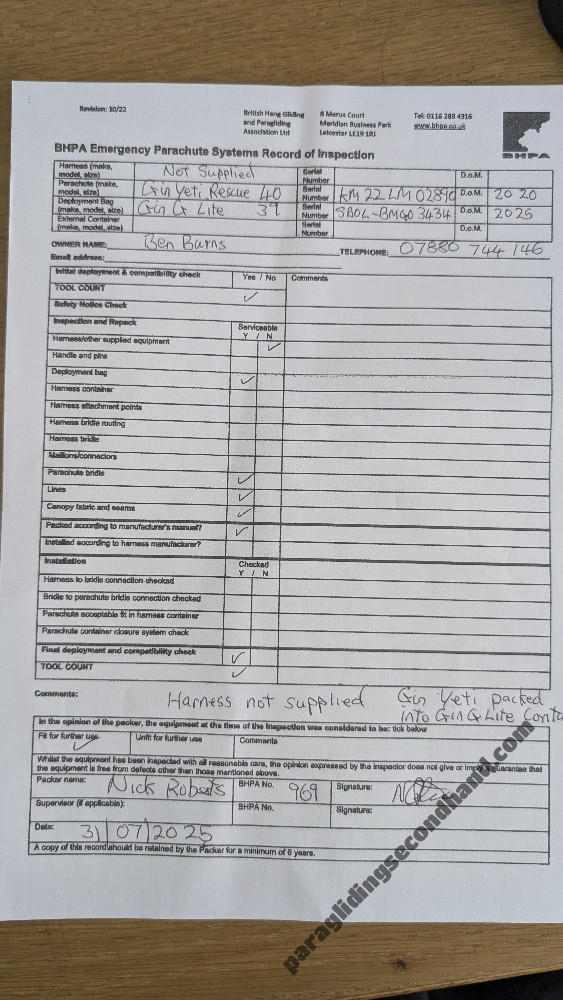 Revision: 10/22
British Hang Gliding and Paragliding Association Ltd
8 Merus Court Meridian Business Park Leicester LE19 1RJ
Tel: 0116 289 4316
www.bhpa.co.uk
BHPA
BHPA Emergency Parachute Systems Record of Inspection
Harness (make, model, size) Not Supplied Serial Number D.o.M.
Parachute (make, model, size) Gin Yeti Rescue 40 Serial Number KM 22 LM 02890 D.o.M. 2020
Deployment Bag (make, model, size) Gin G Lite 39 Serial Number SBOL-BMG0 3434 D.o.M. 2025
External Container (make, model, size) Serial Number D.o.M.
OWNER NAME: Ben Burns TELEPHONE: 07880 744 146
Email address:
Initial deployment & compatibility check Yes / No Comments
TOOL COUNT ✓
Safety Notice Check
Inspection and Repack Serviceable Y / N
Harness/other supplied equipment ✓
Handle and pins
Deployment bag ✓
Harness container
Harness attachment points
Harness bridle routing
Harness bridle
Maillons/connectors
Parachute bridle ✓
Lines ✓
Canopy fabric and seams ✓
Packed according to manufacturer's manual? ✓
Installed according to harness manufacturer?
Installation Checked Y / N
Harness to bridle connection checked
Bridle to parachute bridle connection checked
Parachute acceptable fit in harness container
Parachute container closure system check
Final deployment and compatibility check ✓
TOOL COUNT ✓
Comments: Harness not supplied Gin Yeti packed
into Gin G Lite Conta
In the opinion of the packer, the equipment at the time of the inspection was considered to be: tick below
Fit for further use ✓ Unfit for further use Comments
Whilst the equipment has been inspected with all reasonable care, the opinion expressed by the inspector does not give or imply a guarantee that
the equipment is free from defects other than those mentioned above.
Packer name: Nick Roberts BHPA No. 969 Signature:
Supervisor (if applicable): BHPA No. Signature:
Date: 31 07 2025
A copy of this record should be retained by the Packer for a minimum of 6 years.
paraglidingsecondhand.com